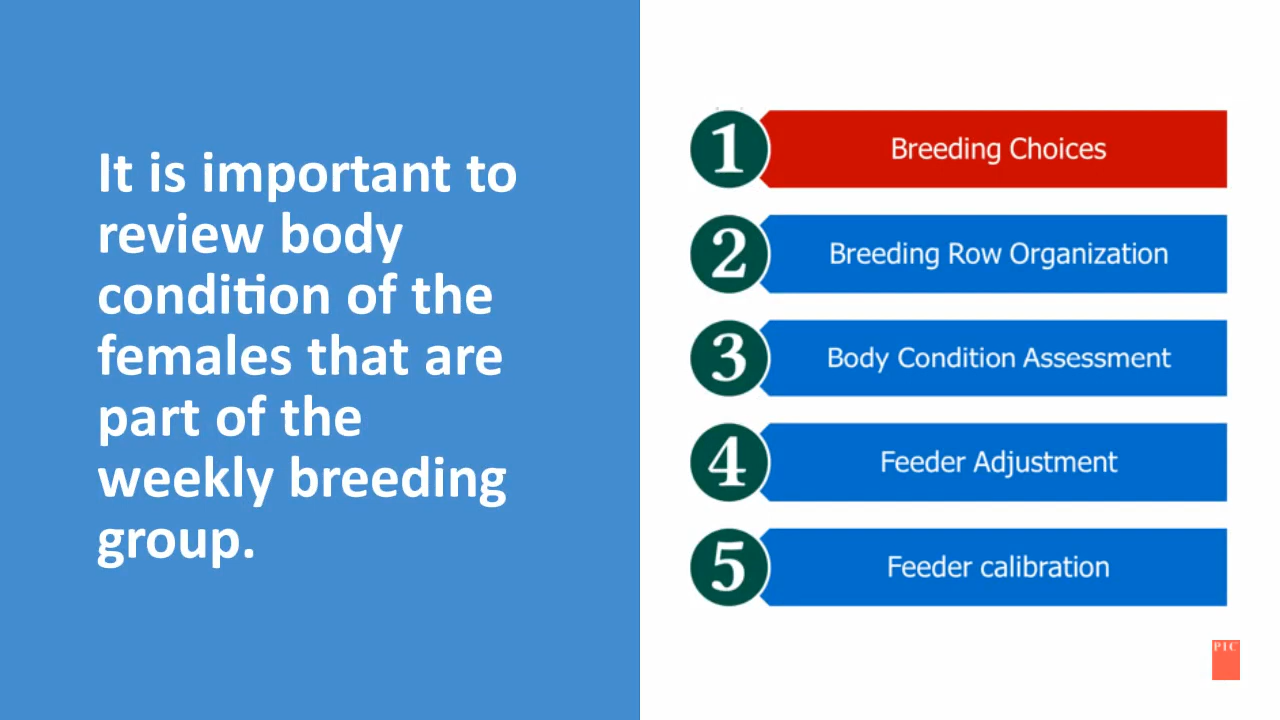 It is important to
review body
condition of the
females that are
part of the
weekly breeding
group.
1 Breeding Choices
2 Breeding Row Organization
3 Body Condition Assessment
4 Feeder Adjustment
5 Feeder calibration
PIC